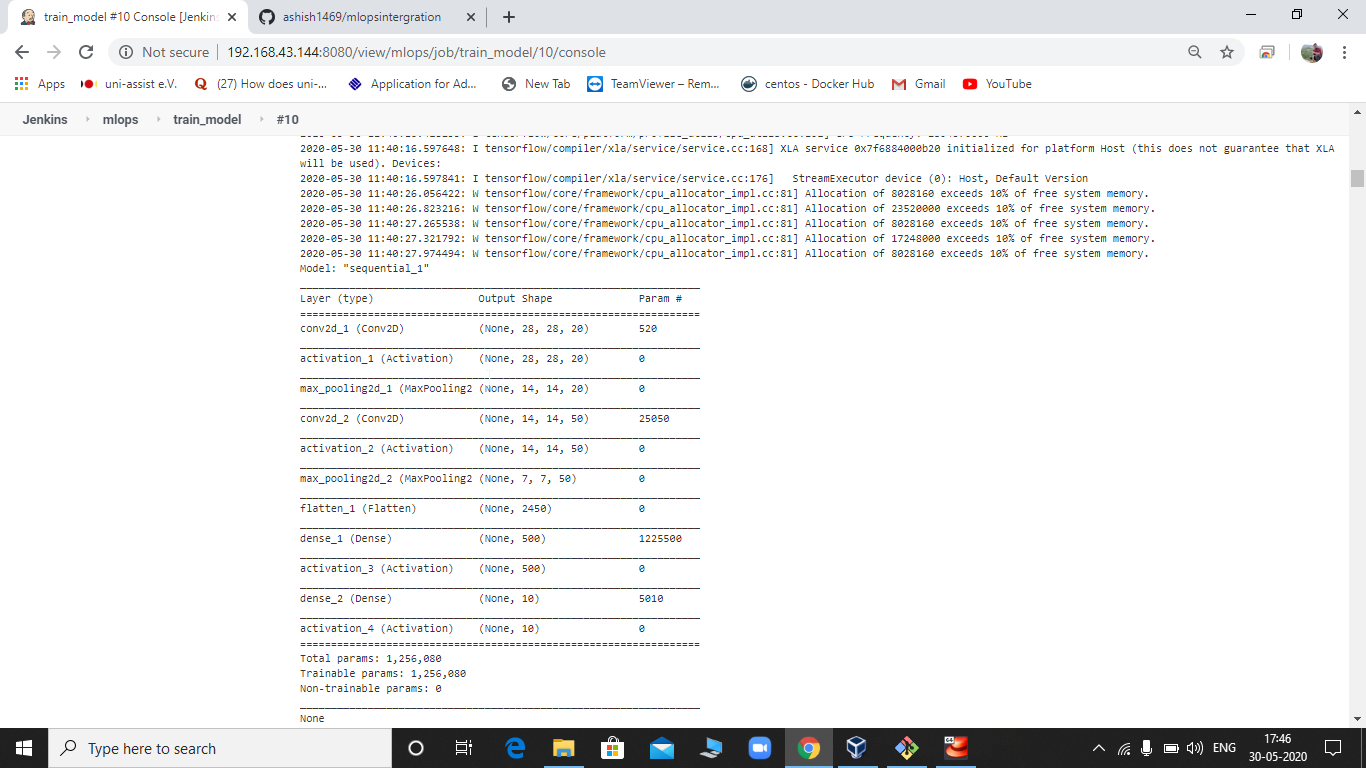 train_model #10 Console [Jenkins
ashish1469/mlopsintergration
Not secure
192.168.43.144:8080/view/mlops/job/train_model/10/console
Apps
uni-assist e.V.
(27) How does uni-...
Application for Ad...
New Tab
TeamViewer – Rem...
centos - Docker Hub
Gmail
YouTube
Jenkins
mlops
train_model
#10
2020-05-30 11:40:16.597648: I tensorflow/compiler/xla/service/service.cc:168] XLA service 0x7f6884000b20 initialized for platform Host (this does not guarantee that XLA
will be used). Devices:
2020-05-30 11:40:16.597841: I tensorflow/compiler/xla/service/service.cc:176]   StreamExecutor device (0): Host, Default Version
2020-05-30 11:40:26.056422: W tensorflow/core/framework/cpu_allocator_impl.cc:81] Allocation of 8028160 exceeds 10% of free system memory.
2020-05-30 11:40:26.823216: W tensorflow/core/framework/cpu_allocator_impl.cc:81] Allocation of 23520000 exceeds 10% of free system memory.
2020-05-30 11:40:27.265538: W tensorflow/core/framework/cpu_allocator_impl.cc:81] Allocation of 8028160 exceeds 10% of free system memory.
2020-05-30 11:40:27.321792: W tensorflow/core/framework/cpu_allocator_impl.cc:81] Allocation of 17248000 exceeds 10% of free system memory.
2020-05-30 11:40:27.974494: W tensorflow/core/framework/cpu_allocator_impl.cc:81] Allocation of 8028160 exceeds 10% of free system memory.
Model: "sequential_1"
Layer (type) Output Shape Param #
conv2d_1 (Conv2D) (None, 28, 28, 20) 520
activation_1 (Activation) (None, 28, 28, 20) 0
max_pooling2d_1 (MaxPooling2 (None, 14, 14, 20) 0
conv2d_2 (Conv2D) (None, 14, 14, 50) 25050
activation_2 (Activation) (None, 14, 14, 50) 0
max_pooling2d_2 (MaxPooling2 (None, 7, 7, 50) 0
flatten_1 (Flatten) (None, 2450) 0
dense_1 (Dense) (None, 500) 1225500
activation_3 (Activation) (None, 500) 0
dense_2 (Dense) (None, 10) 5010
activation_4 (Activation) (None, 10) 0
Total params: 1,256,080
Trainable params: 1,256,080
Non-trainable params: 0
None
Type here to search
ENG
17:46
30-05-2020